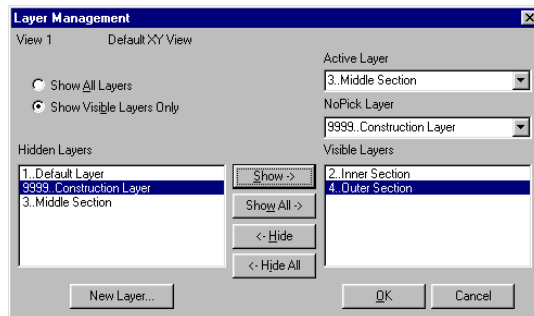 Layer Management
View 1 Default XY View
Active Layer
Show All Layers
3..Middle Section
Show Visible Layers Only
NoPick Layer
9999..Construction Layer
Hidden Layers
Visible Layers
1..Default Layer
9999..Construction Layer
3..Middle Section
Show ->
Show All ->
<- Hide
<- Hide All
2..Inner Section
4..Outer Section
New Layer...
OK
Cancel